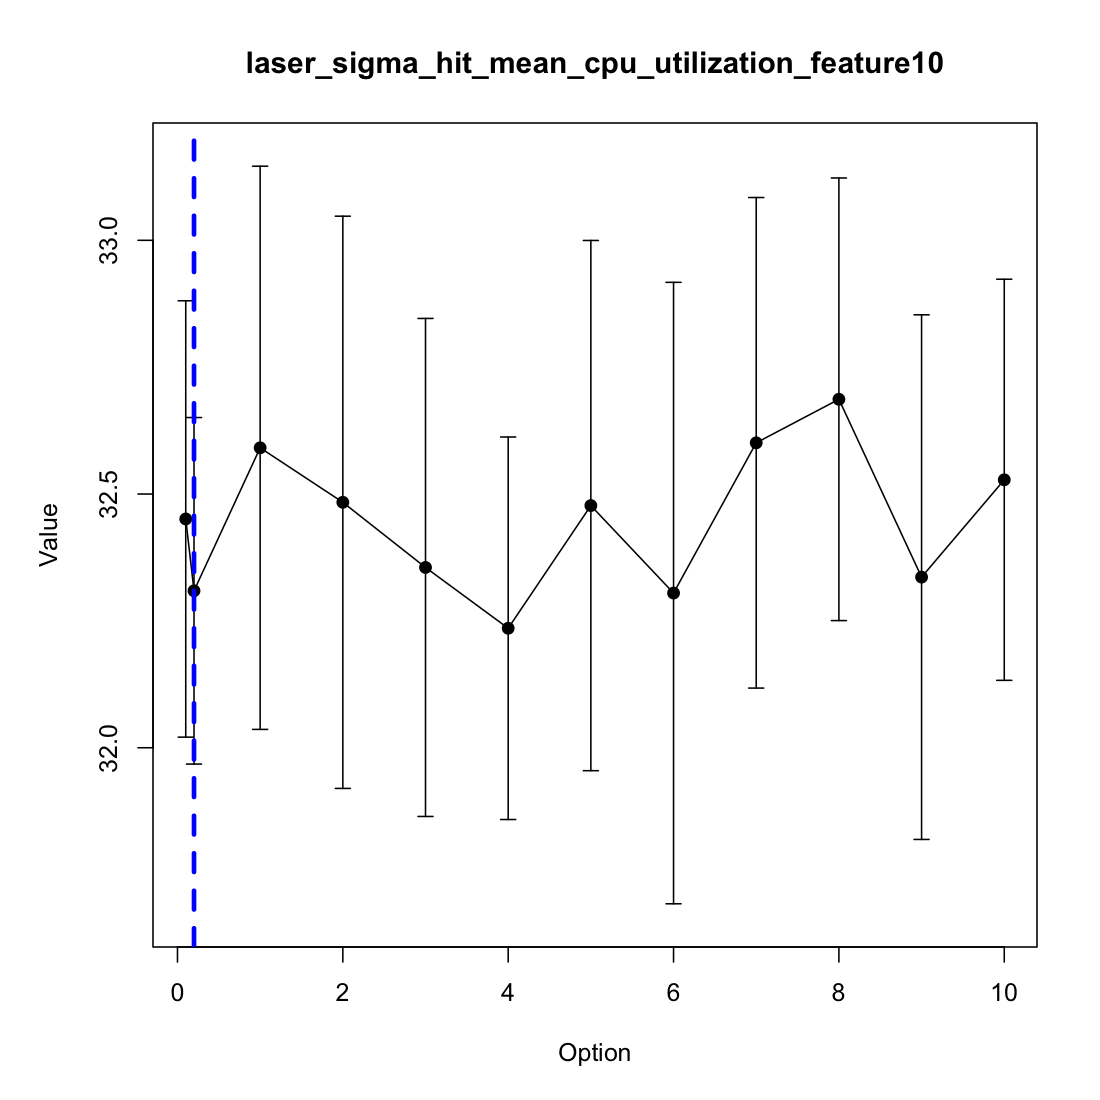 laser_sigma_hit_mean_cpu_utilization_feature10
33.0
32.5
32.0
Value
0 2 4 6 8 10
Option